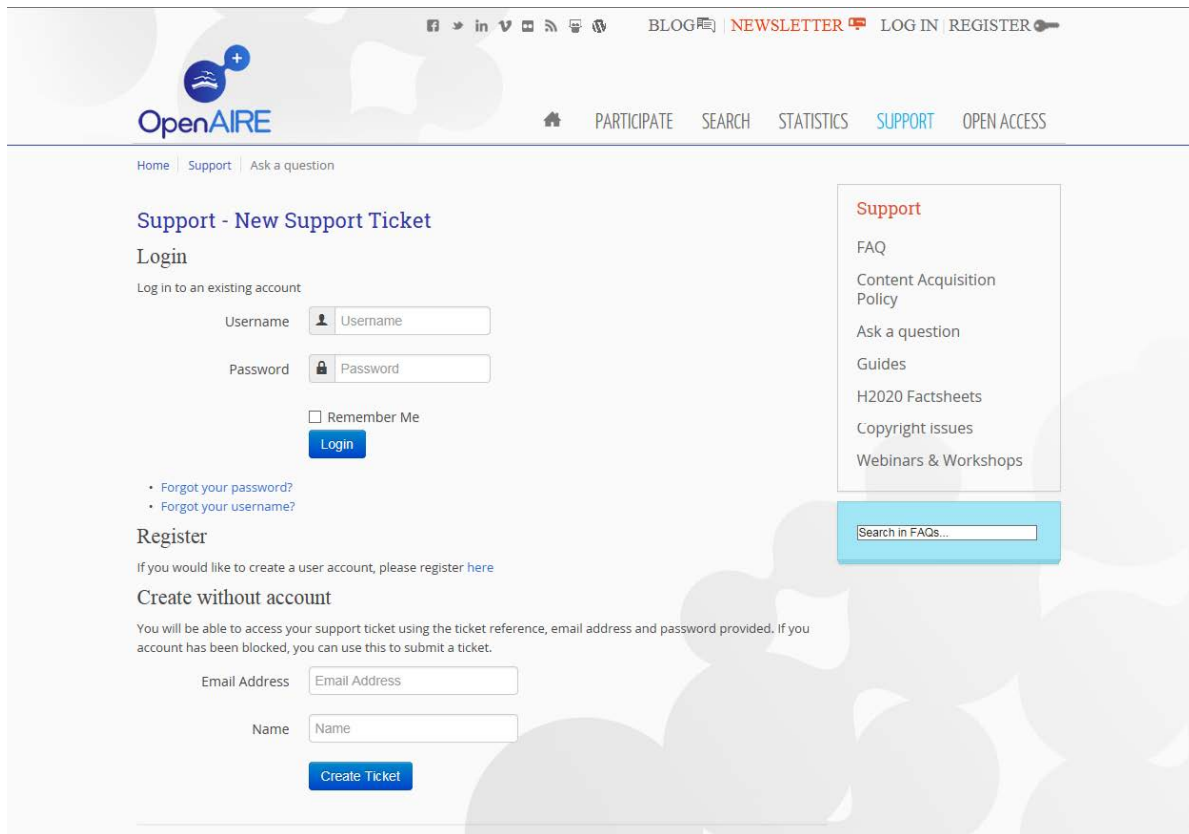 BLOG | NEWSLETTER LOG IN | REGISTER
OpenAIRE
PARTICIPATE SEARCH STATISTICS SUPPORT OPEN ACCESS
Home Support Ask a question
Support - New Support Ticket
Login
Log in to an existing account
Username Username
Password Password
Remember Me
Login
• Forgot your password?
• Forgot your username?
Register
If you would like to create a user account, please register here
Create without account
You will be able to access your support ticket using the ticket reference, email address and password provided. If you
account has been blocked, you can use this to submit a ticket.
Email Address Email Address
Name Name
Create Ticket
Support
FAQ
Content Acquisition
Policy
Ask a question
Guides
H2020 Factsheets
Copyright issues
Webinars & Workshops
Search in FAQs...